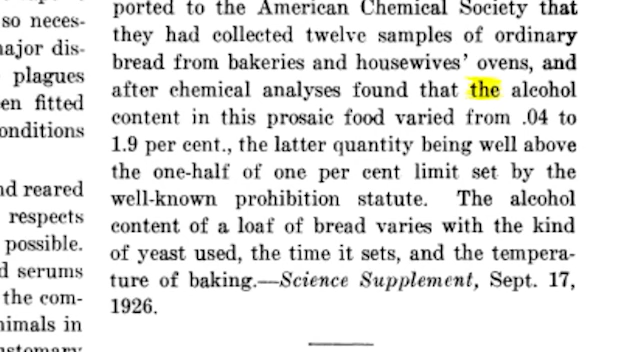 so neces-
major dis-
plagues
en fitted
onditions
nd reared
respects
possible.
d serums
the com-
nimals in
ported to the American Chemical Society that
they had collected twelve samples of ordinary
bread from bakeries and housewives' ovens, and
after chemical analyses found that the alcohol
content in this prosaic food varied from .04 to
1.9 per cent., the latter quantity being well above
the one-half of one per cent limit set by the
well-known prohibition statute. The alcohol
content of a loaf of bread varies with the kind
of yeast used, the time it sets, and the tempera-
ture of baking.—Science Supplement, Sept. 17,
1926.